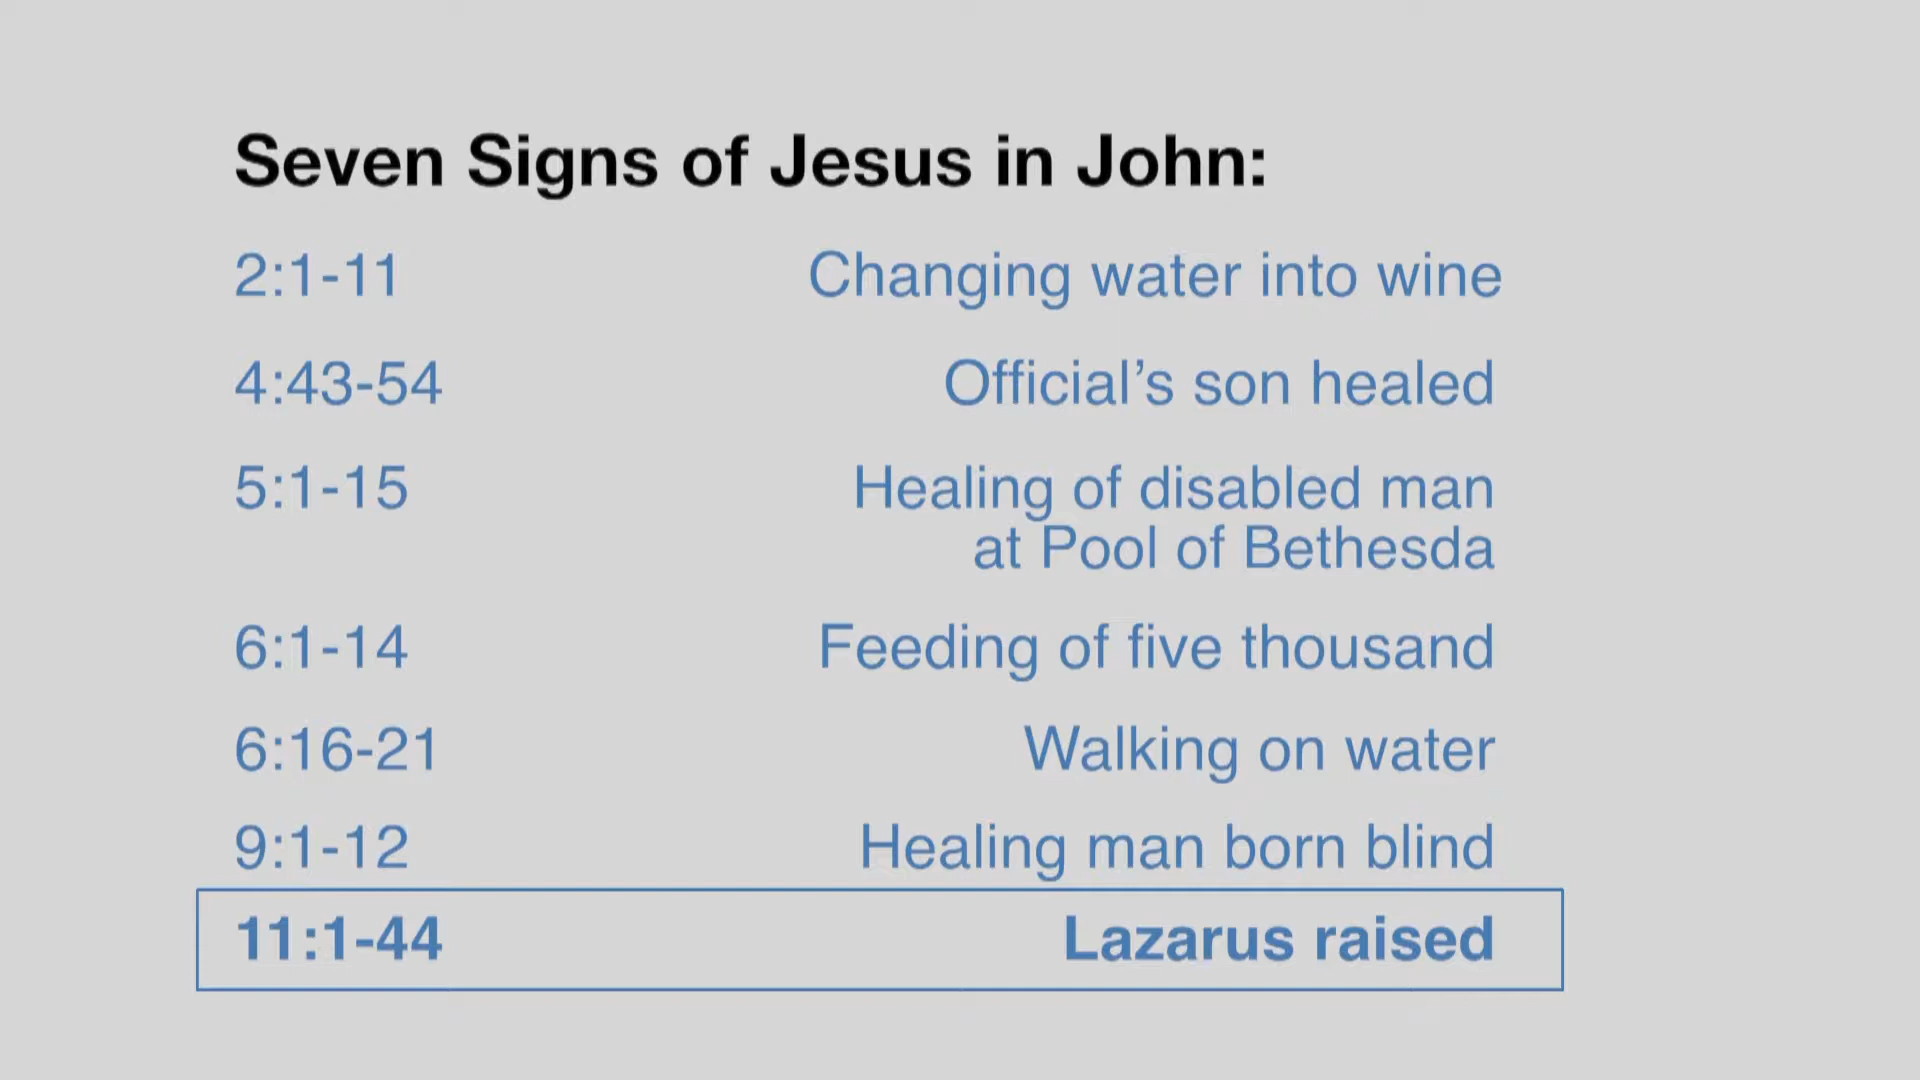 Seven Signs of Jesus in John:
2:1-11 Changing water into wine
4:43-54 Official’s son healed
5:1-15 Healing of disabled man
at Pool of Bethesda
6:1-14 Feeding of five thousand
6:16-21 Walking on water
9:1-12 Healing man born blind
11:1-44 Lazarus raised